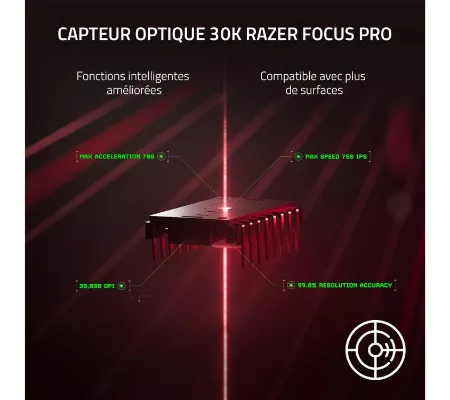 CAPTEUR OPTIQUE 30K RAZER FOCUS PRO
Fonctions intelligentes
améliorées
Compatible avec plus
de surfaces
MAX ACCELERATION 70G
MAX SPEED 750 IPS
30,000 DPI
99.8% RESOLUTION ACCURACY